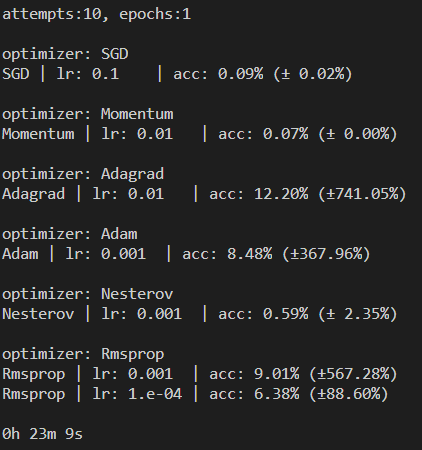 attempts:10, epochs:1
optimizer: SGD
SGD | lr: 0.1    | acc: 0.09% (± 0.02%)
optimizer: Momentum
Momentum | lr: 0.01   | acc: 0.07% (± 0.00%)
optimizer: Adagrad
Adagrad | lr: 0.01   | acc: 12.20% (±741.05%)
optimizer: Adam
Adam | lr: 0.001  | acc: 8.48% (±367.96%)
optimizer: Nesterov
Nesterov | lr: 0.001  | acc: 0.59% (± 2.35%)
optimizer: Rmsprop
Rmsprop | lr: 0.001  | acc: 9.01% (±567.28%)
Rmsprop | lr: 1.e-04 | acc: 6.38% (±88.60%)
0h 23m 9s